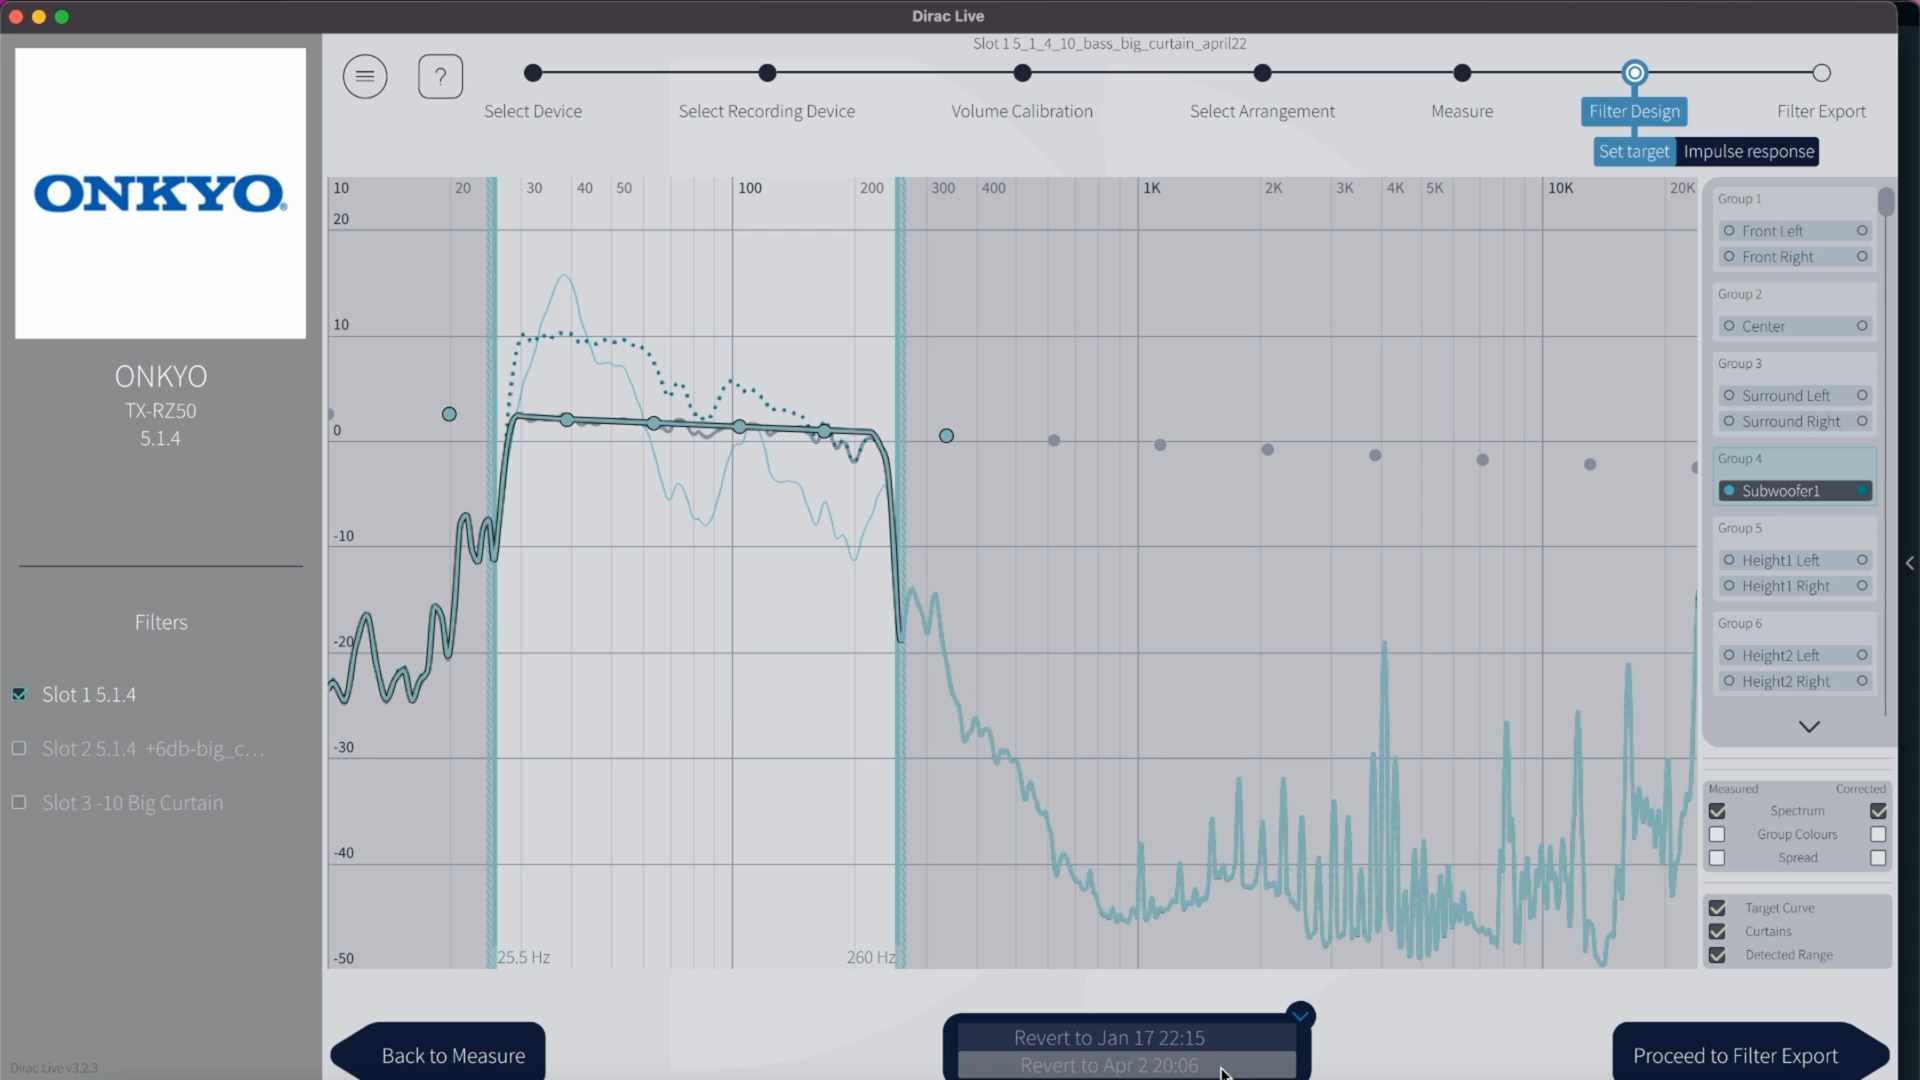 Dirac Live
Slot 1 5_1_4_10_bass_big_curtain_april22
?
Select Device
Select Recording Device
Volume Calibration
Select Arrangement
Measure
Filter Design
Filter Export
Set target
Impulse response
ONKYO
ONKYO
TX-RZ50
5.1.4
Filters
Slot 1 5.1.4
Slot 2 5.1.4 +6db-big_c...
Slot 3 -10 Big Curtain
Dirac Live v3.2.3
10 20 30 40 50 100 200 300 400 1K 2K 3K 4K 5K 10K 20K
20
10
0
-10
-20
-30
-40
-50
25.5 Hz
260 Hz
Group 1
Front Left
Front Right
Group 2
Center
Group 3
Surround Left
Surround Right
Group 4
Subwoofer1
Group 5
Height1 Left
Height1 Right
Group 6
Height2 Left
Height2 Right
Measured Corrected
Spectrum
Group Colours
Spread
Target Curve
Curtains
Detected Range
Back to Measure
Revert to Jan 17 22:15
Revert to Apr 2 20:06
Proceed to Filter Export